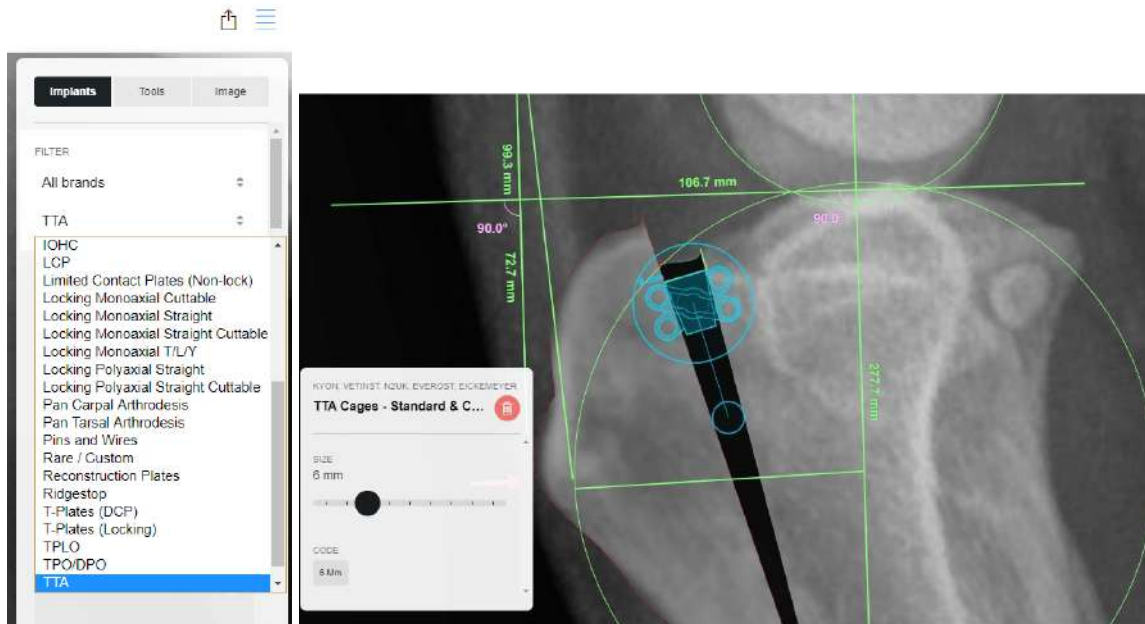 Implants
Tools
Image
FILTER
All brands
TTA
IOHC
LCP
Limited Contact Plates (Non-lock)
Locking Monoaxial Cuttable
Locking Monoaxial Straight
Locking Monoaxial Straight Cuttable
Locking Monoaxial T/L/Y
Locking Polyaxial Straight
Locking Polyaxial Straight Cuttable
Pan Carpal Arthrodesis
Pan Tarsal Arthrodesis
Pins and Wires
Rare / Custom
Reconstruction Plates
Ridgestop
T-Plates (DCP)
T-Plates (Locking)
TPLO
TPO/DPO
TTA
99.3 mm
106.7 mm
90.0°
90.0
72.7 mm
277.7 mm
KYON, VETINST, NZUK, EVEROST, EICKEMEYER
TTA Cages - Standard & C...
SIZE
6 mm
CODE
6 Mm